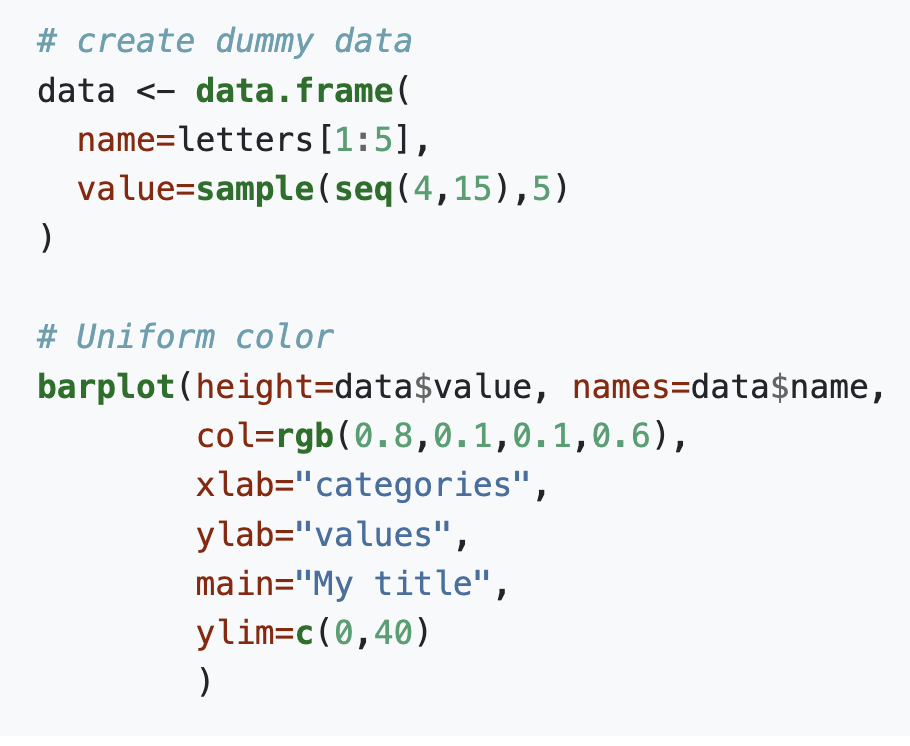 # create dummy data
data <- data.frame(
  name=letters[1:5],
  value=sample(seq(4,15),5)
)

# Uniform color
barplot(height=data$value, names=data$name,
        col=rgb(0.8,0.1,0.1,0.6),
        xlab="categories",
        ylab="values",
        main="My title",
        ylim=c(0,40)
        )